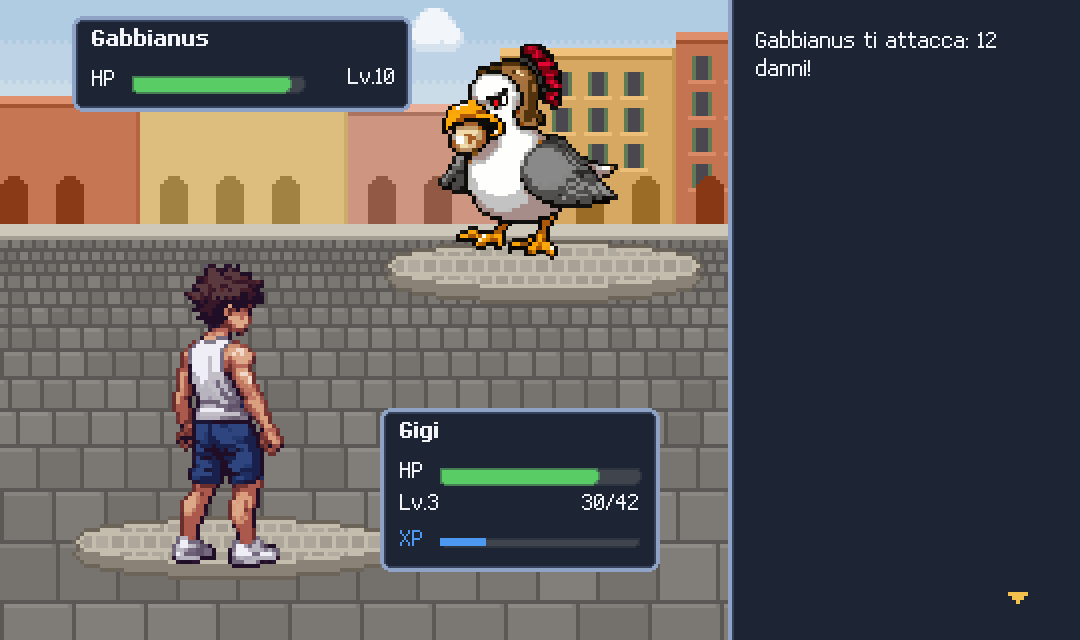 Gabbianus
HP
Lv.10
Gabbianus ti attacca: 12
danni!
Gigi
HP
Lv.3
30/42
XP